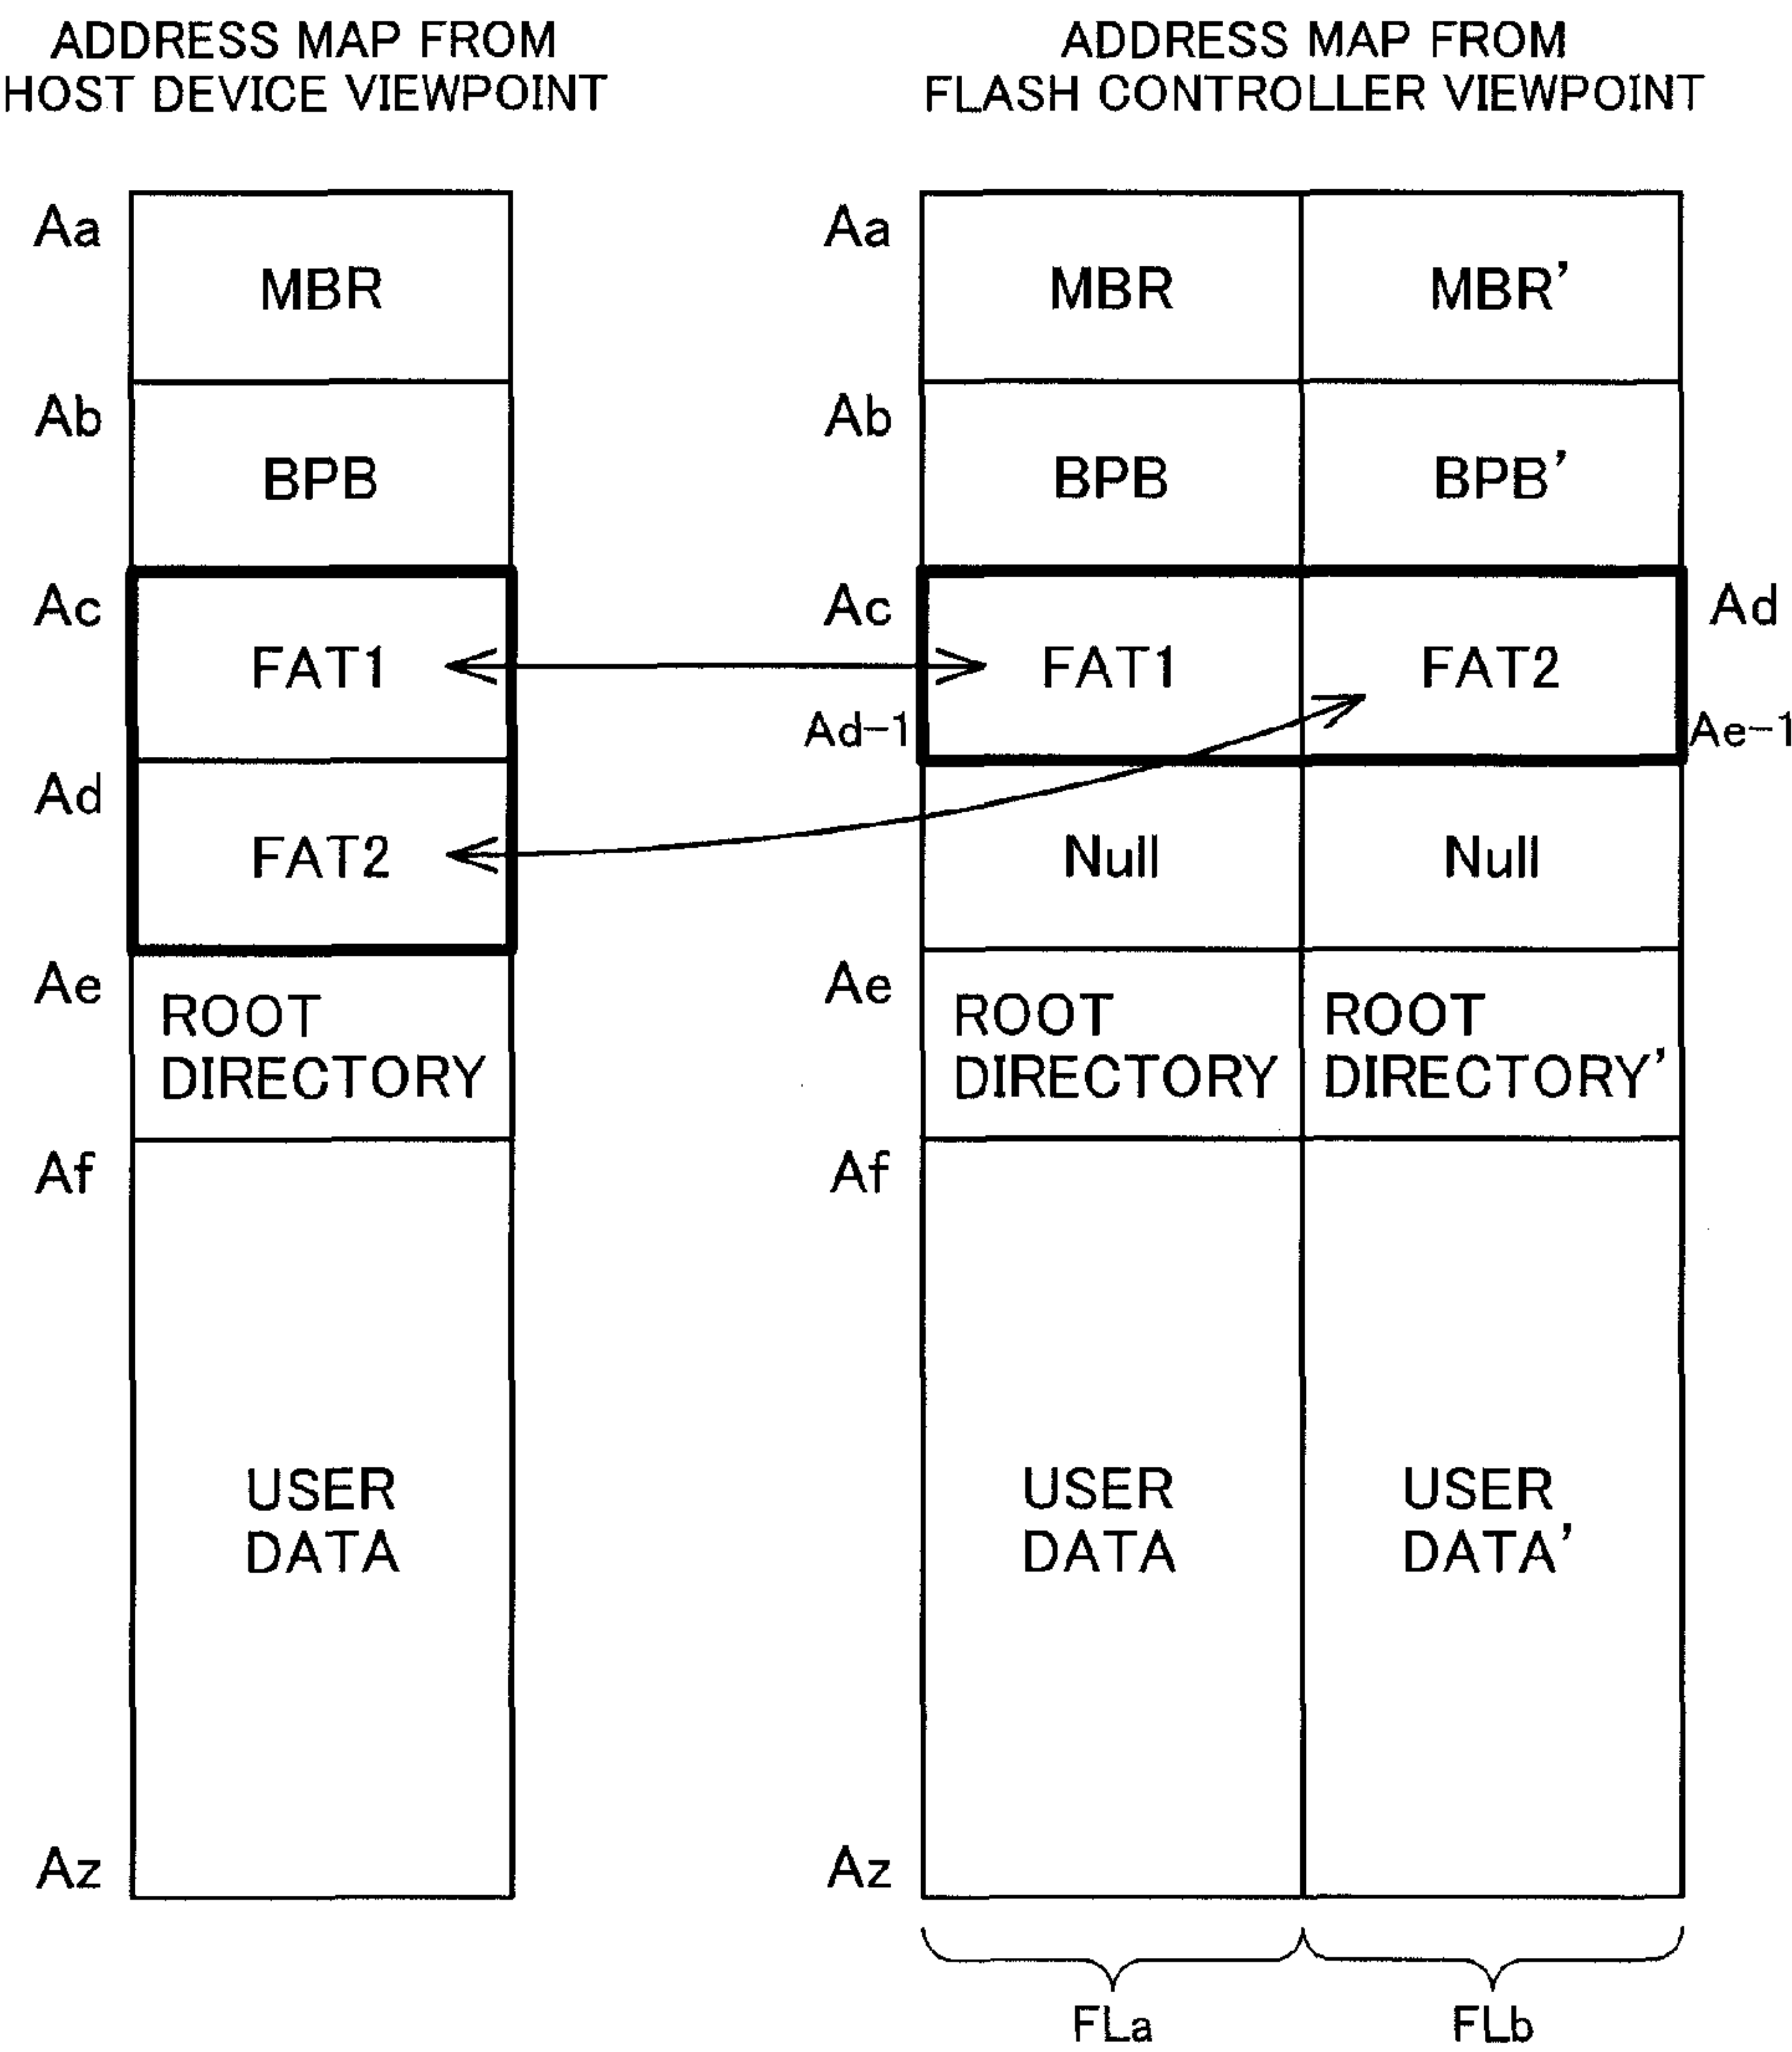 ADDRESS MAP FROM
HOST DEVICE VIEWPOINT
Aa
MBR
Ab
BPB
Ac
FAT1
Ad
FAT2
Ae
ROOT
DIRECTORY
Af
USER
DATA
Az
ADDRESS MAP FROM
FLASH CONTROLLER VIEWPOINT
Aa
MBR MBR’
Ab
BPB BPB’
Ac Ad
FAT1 FAT2
Ad-1 Ae-1
Null Null
Ae
ROOT ROOT
DIRECTORY DIRECTORY’
Af
USER USER
DATA DATA’
Az
FLa FLb